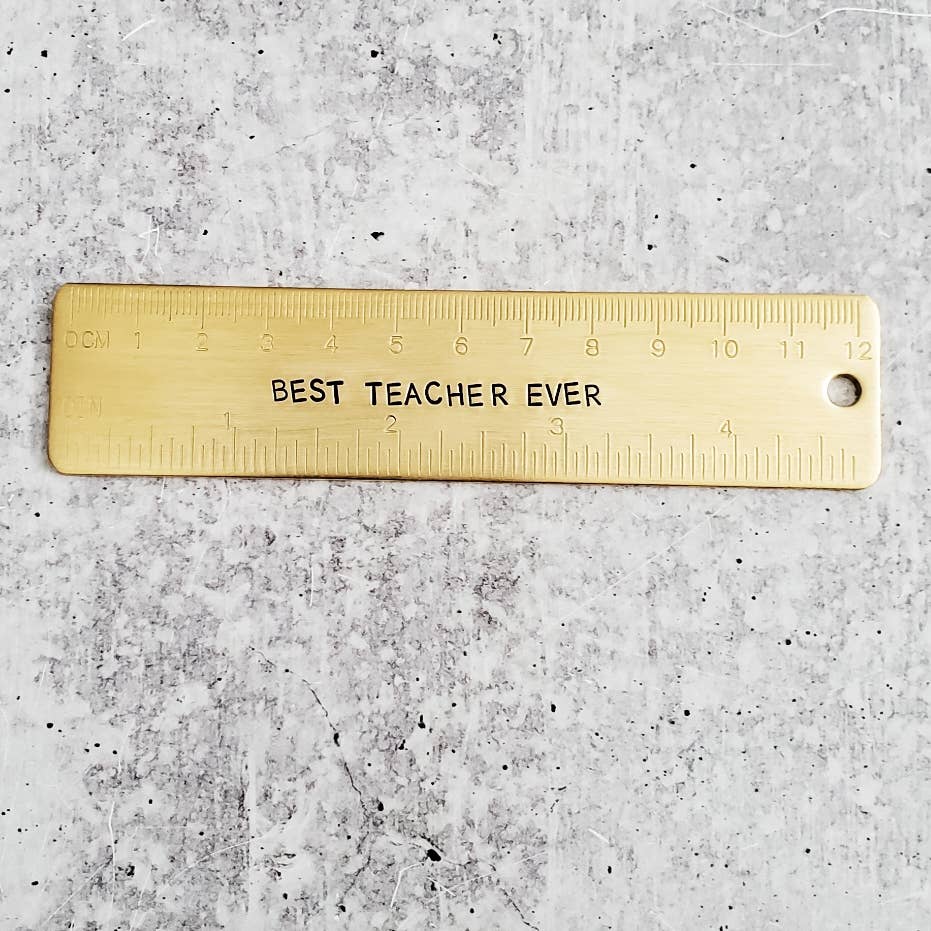 0CM 1 2 3 4 5 6 7 8 9 10 11 12
BEST TEACHER EVER
1 2 3 4